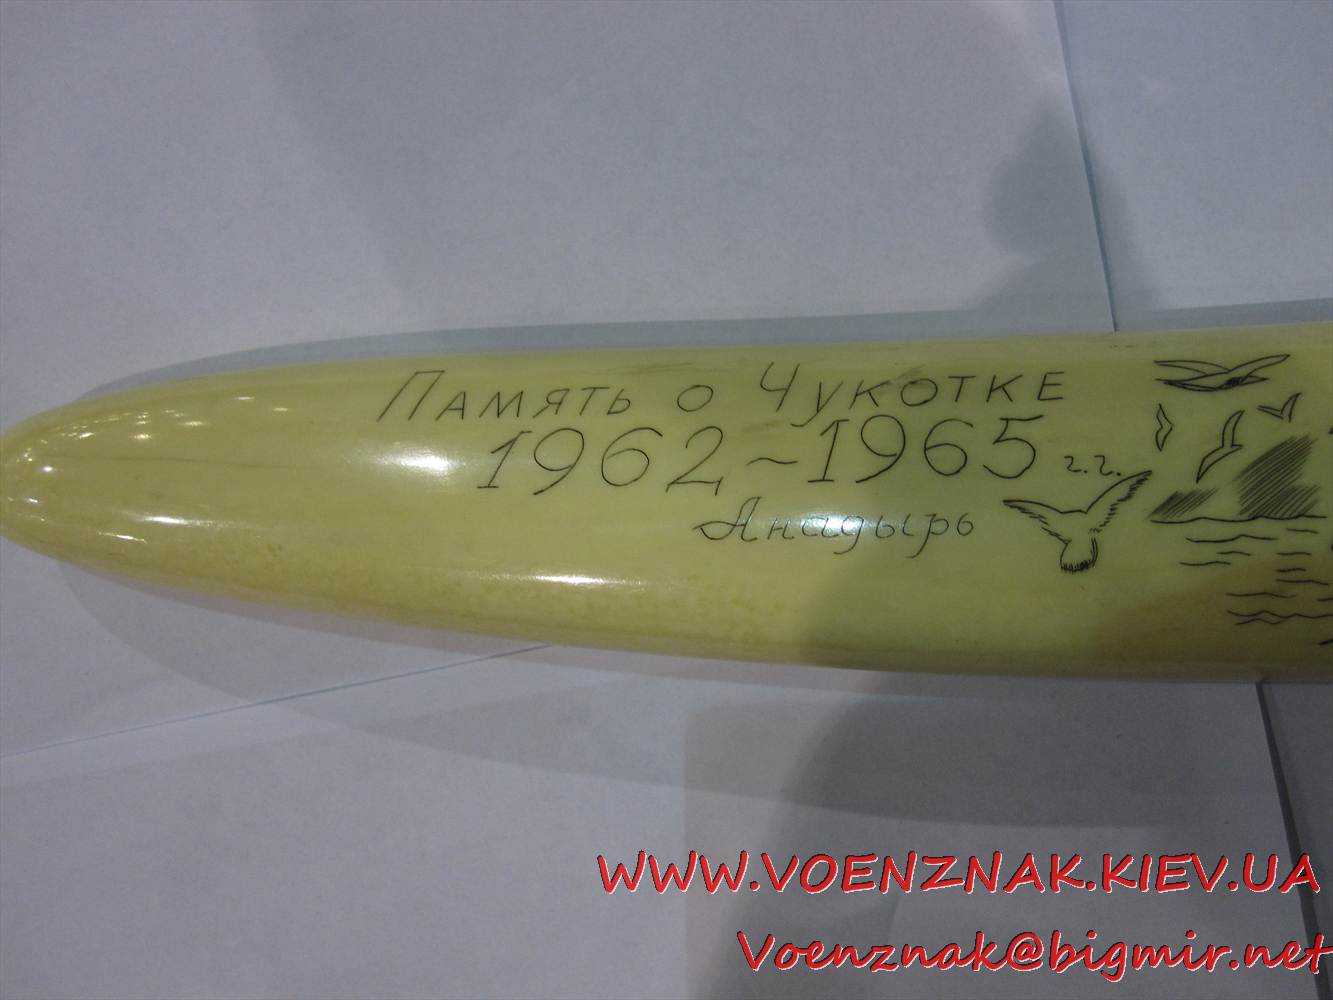 Память о Чукотке
1962~1965 г.г.
Анадырь
WWW.VOENZNAK.KIEV.UA
Voenznak@bigmir.net